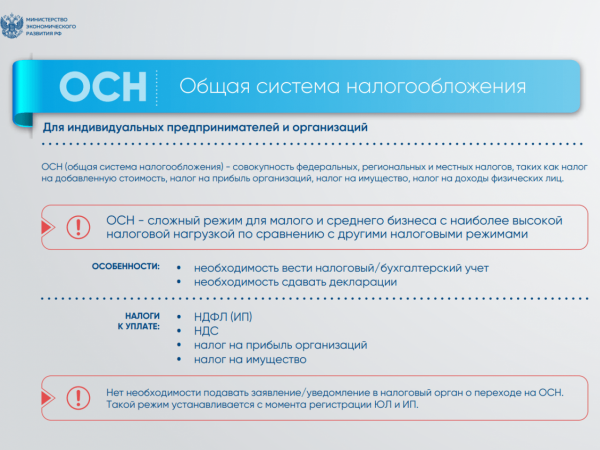 МИНИСТЕРСТВО
ЭКОНОМИЧЕСКОГО
РАЗВИТИЯ РФ
ОСН
Общая система налогообложения
Для индивидуальных предпринимателей и организаций
ОСН (общая система налогообложения) - совокупность федеральных, региональных и местных налогов, таких как налог
на добавленную стоимость, налог на прибыль организаций, налог на имущество, налог на доходы физических лиц.
ОСН - сложный режим для малого и среднего бизнеса с наиболее высокой
налоговой нагрузкой по сравнению с другими налоговыми режимами
ОСОБЕННОСТИ:
• необходимость вести налоговый/бухгалтерский учет
• необходимость сдавать декларации
НАЛОГИ
К УПЛАТЕ:
• НДФЛ (ИП)
• НДС
• налог на прибыль организаций
• налог на имущество
Нет необходимости подавать заявление/уведомление в налоговый орган о переходе на ОСН.
Такой режим устанавливается с момента регистрации ЮЛ и ИП.